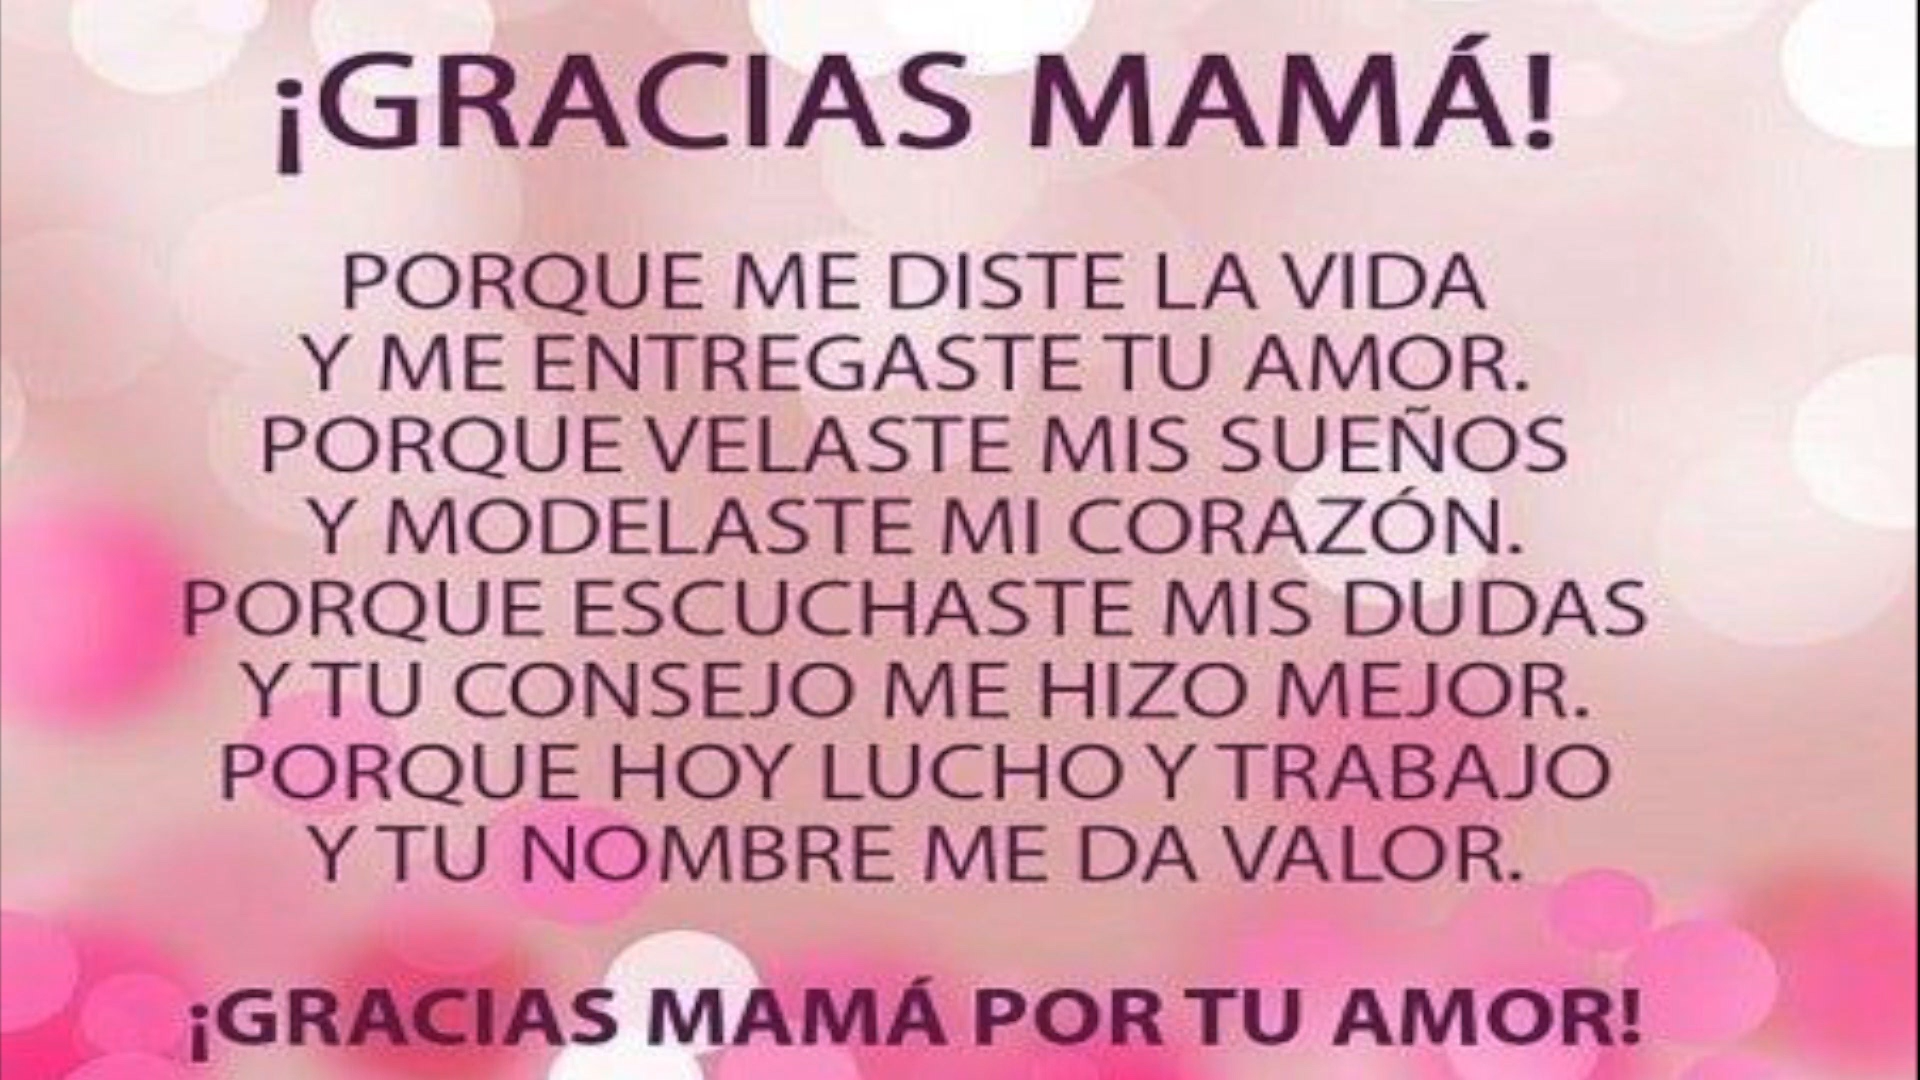 ¡GRACIAS MAMÁ!
PORQUE ME DISTE LA VIDA
Y ME ENTREGASTE TU AMOR.
PORQUE VELASTE MIS SUEÑOS
Y MODELASTE MI CORAZÓN.
PORQUE ESCUCHASTE MIS DUDAS
Y TU CONSEJO ME HIZO MEJOR.
PORQUE HOY LUCHO Y TRABAJO
Y TU NOMBRE ME DA VALOR.
¡GRACIAS MAMÁ POR TU AMOR!